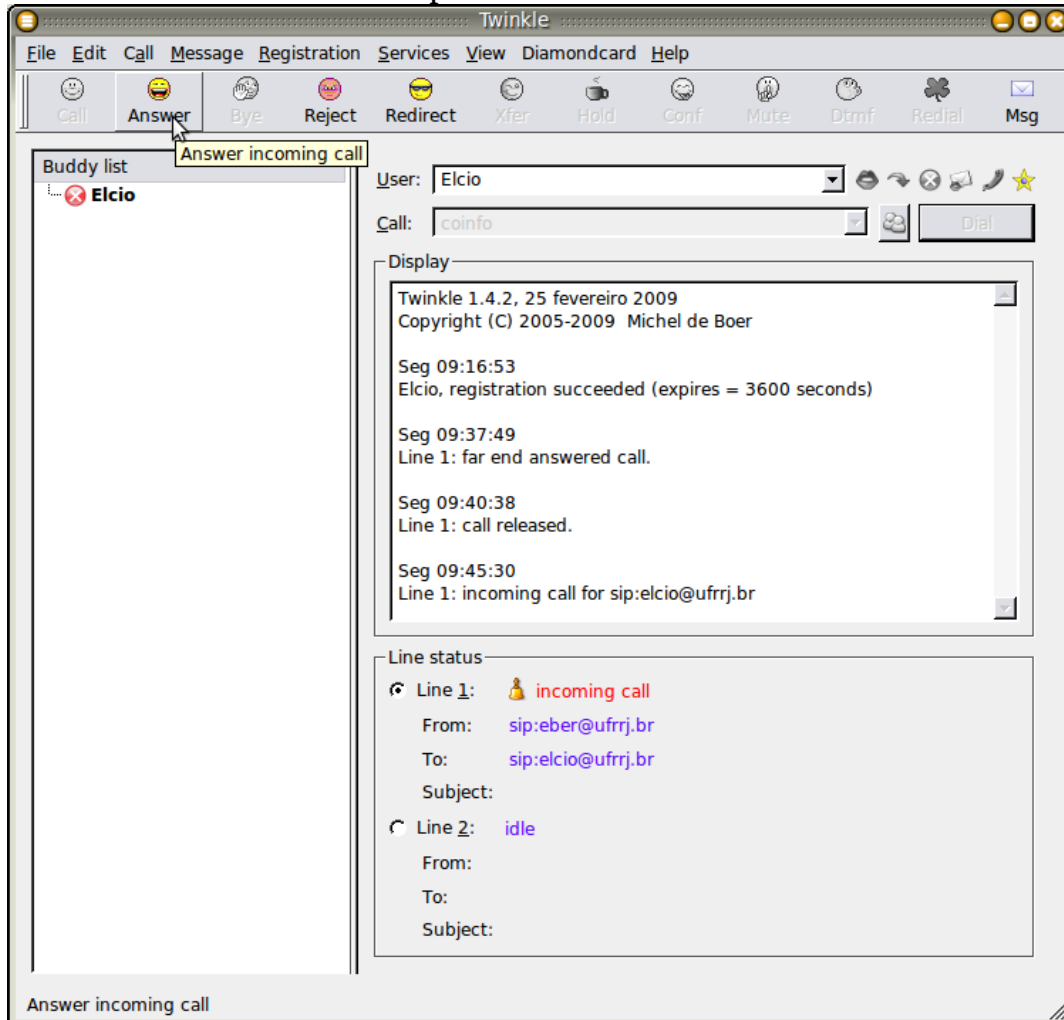 Twinkle
File Edit Call Message Registration Services View Diamondcard Help
Call Answer Bye Reject Redirect Xfer Hold Conf Mute Dtmf Redial Msg
Answer incoming call
Buddy list
Elcio
User: Elcio
Call: coinfo Dial
Display
Twinkle 1.4.2, 25 fevereiro 2009
Copyright (C) 2005-2009 Michel de Boer
Seg 09:16:53
Elcio, registration succeeded (expires = 3600 seconds)
Seg 09:37:49
Line 1: far end answered call.
Seg 09:40:38
Line 1: call released.
Seg 09:45:30
Line 1: incoming call for sip:elcio@ufrrj.br
Line status
Line 1: incoming call
From: sip:eber@ufrrj.br
To: sip:elcio@ufrrj.br
Subject:
Line 2: idle
From:
To:
Subject:
Answer incoming call